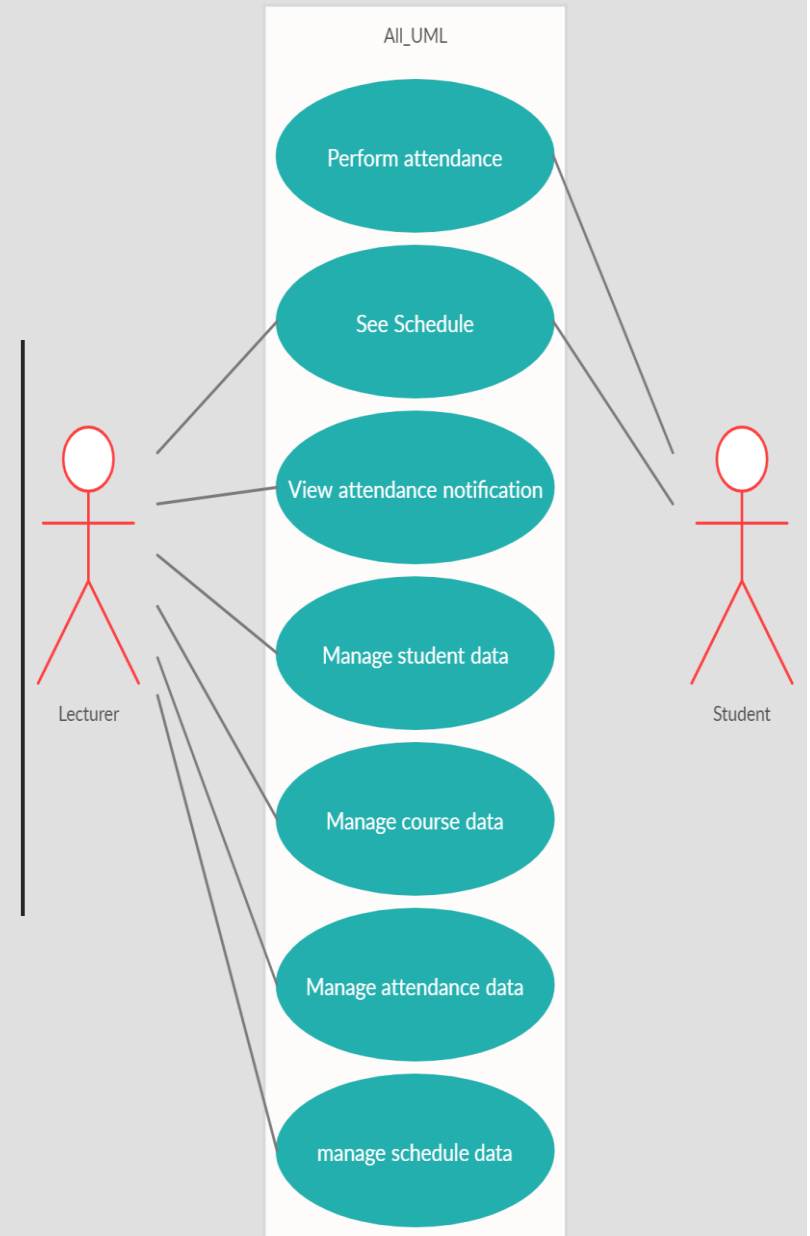 All_UML
Perform attendance
See Schedule
View attendance notification
Manage student data
Lecturer
Student
Manage course data
Manage attendance data
manage schedule data